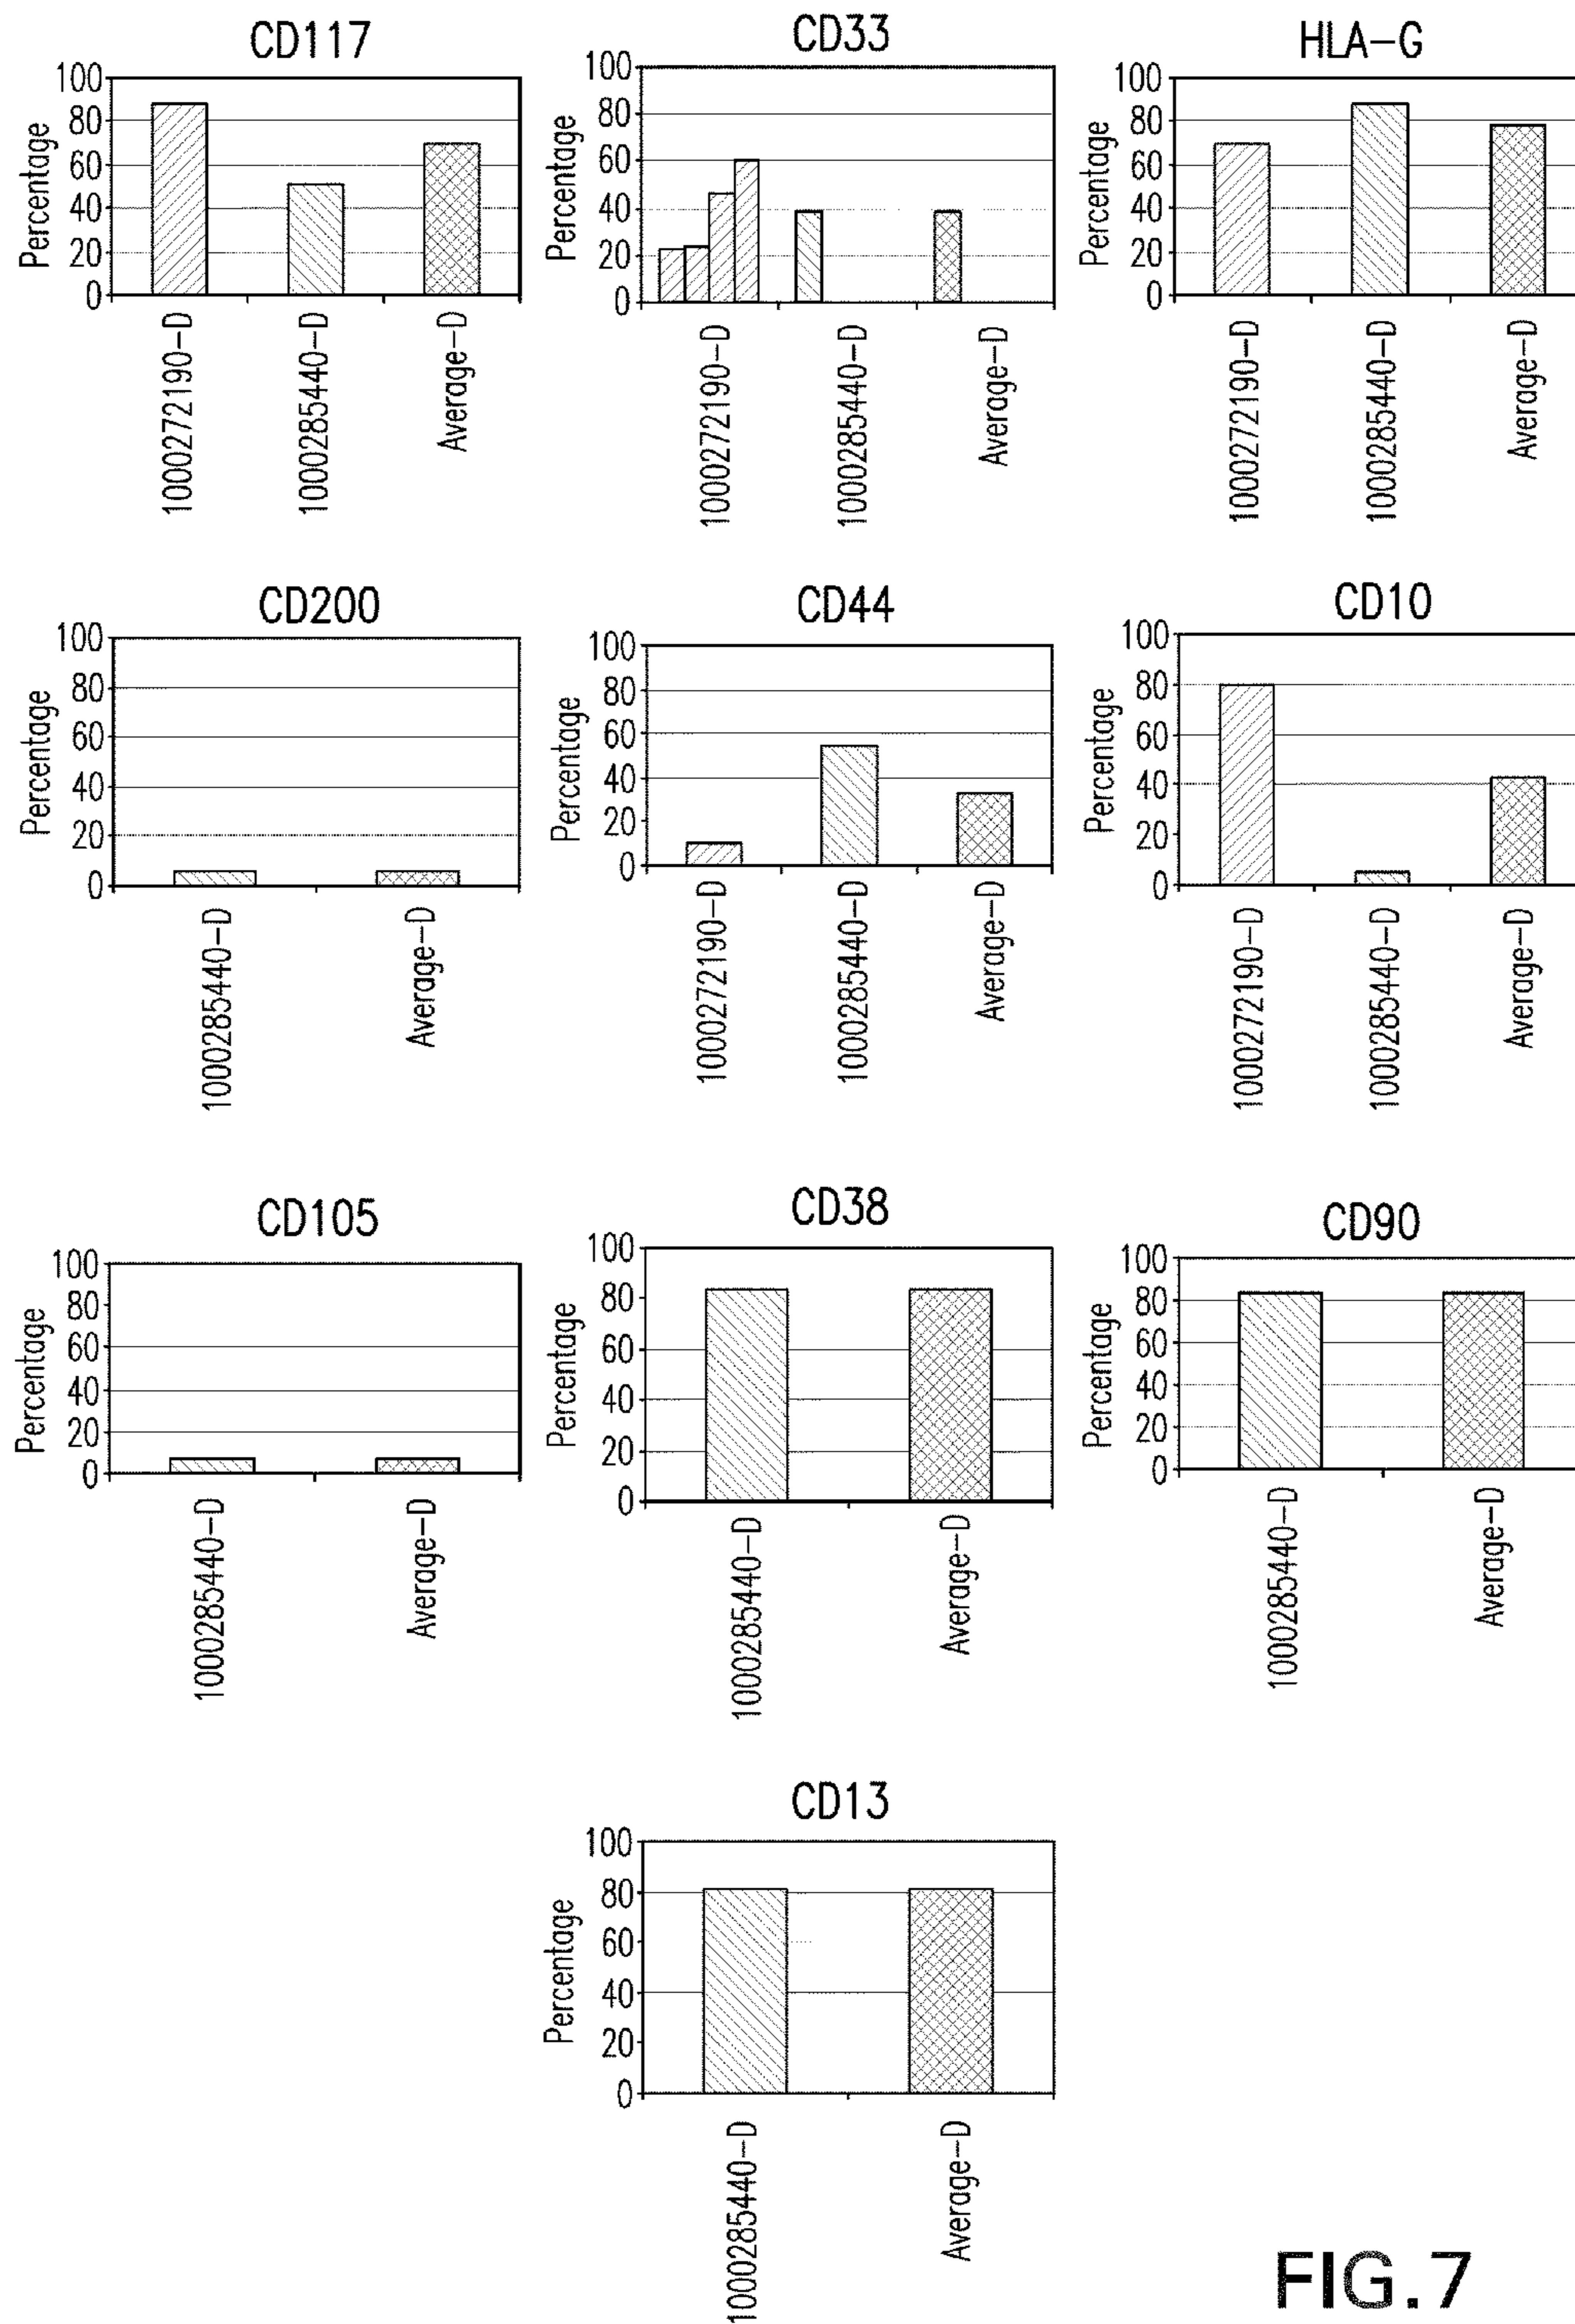 CD117
Percentage
100
80
60
40
20
0
1000272190-D
1000285440-D
Average-D
CD33
Percentage
100
80
60
40
20
0
1000272190-D
1000285440-D
Average-D
HLA-G
Percentage
100
80
60
40
20
0
1000272190-D
1000285440-D
Average-D
CD200
Percentage
100
80
60
40
20
0
1000285440-D
Average-D
CD44
Percentage
100
80
60
40
20
0
1000272190-D
1000285440-D
Average-D
CD10
Percentage
100
80
60
40
20
0
1000272190-D
1000285440-D
Average-D
CD105
Percentage
100
80
60
40
20
0
1000285440-D
Average-D
CD38
Percentage
100
80
60
40
20
0
1000285440-D
Average-D
CD90
Percentage
100
80
60
40
20
0
1000285440-D
Average-D
CD13
Percentage
100
80
60
40
20
0
1000285440-D
Average-D
FIG.7